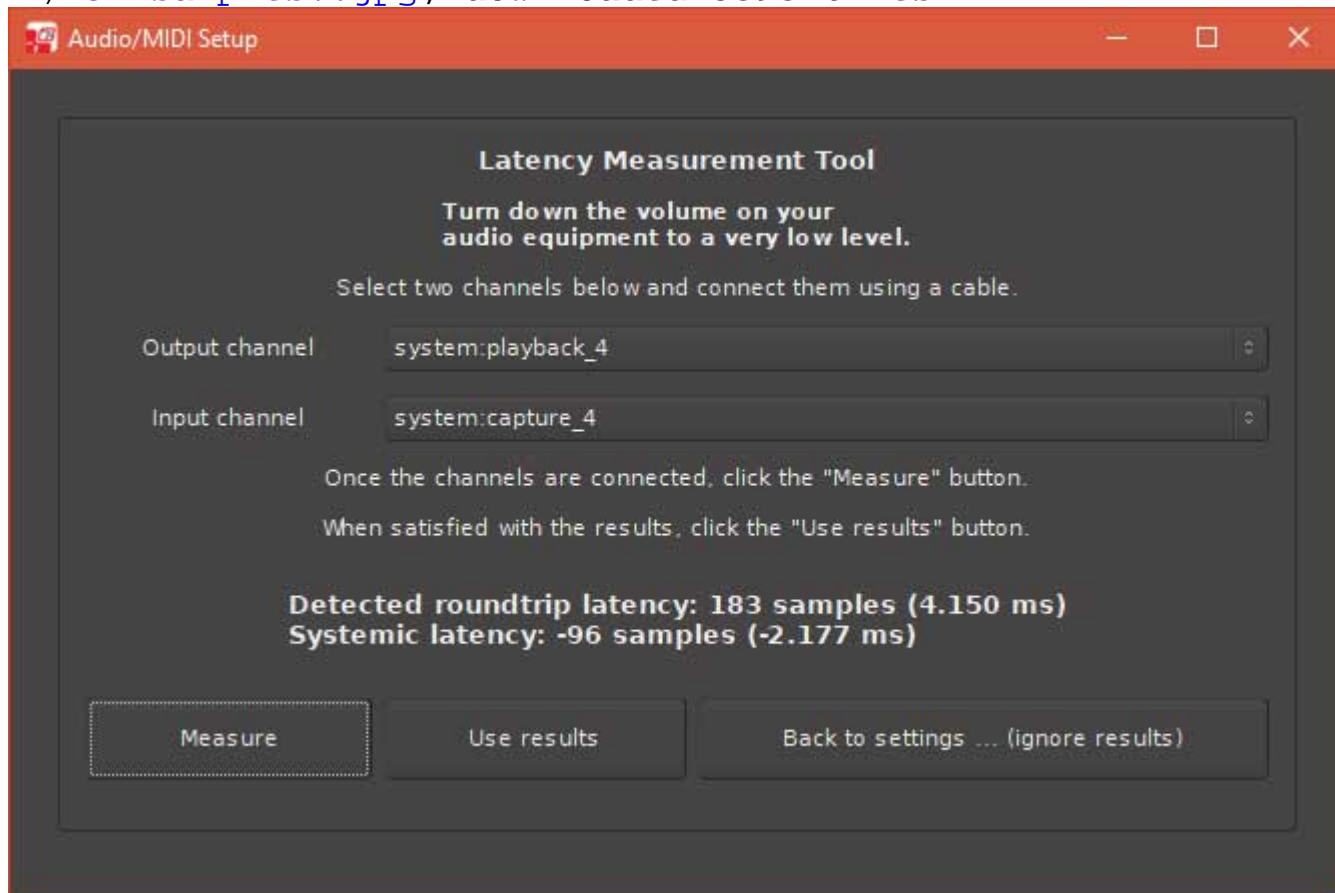 Audio/MIDI Setup
Latency Measurement Tool
Turn down the volume on your
audio equipment to a very low level.
Select two channels below and connect them using a cable.
Output channel system:playback_4
Input channel system:capture_4
Once the channels are connected, click the "Measure" button.
When satisfied with the results, click the "Use results" button.
Detected roundtrip latency: 183 samples (4.150 ms)
Systemic latency: -96 samples (-2.177 ms)
Measure Use results Back to settings ... (ignore results)